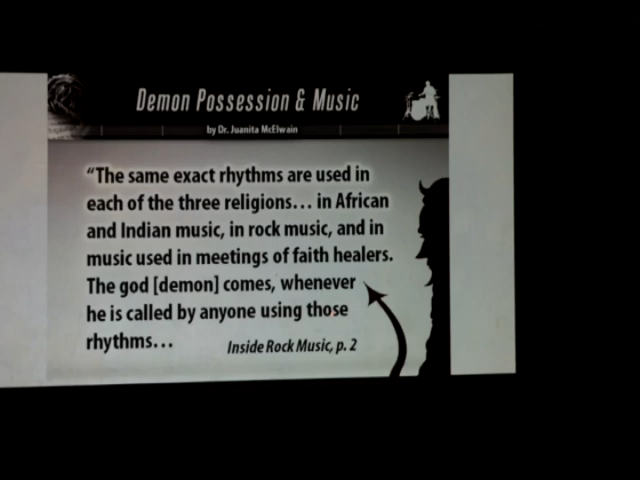 Demon Possession & Music
by Dr. Juanita McElwain
“The same exact rhythms are used in
each of the three religions... in African
and Indian music, in rock music, and in
music used in meetings of faith healers.
The god [demon] comes, whenever
he is called by anyone using those
rhythms...
Inside Rock Music, p. 2